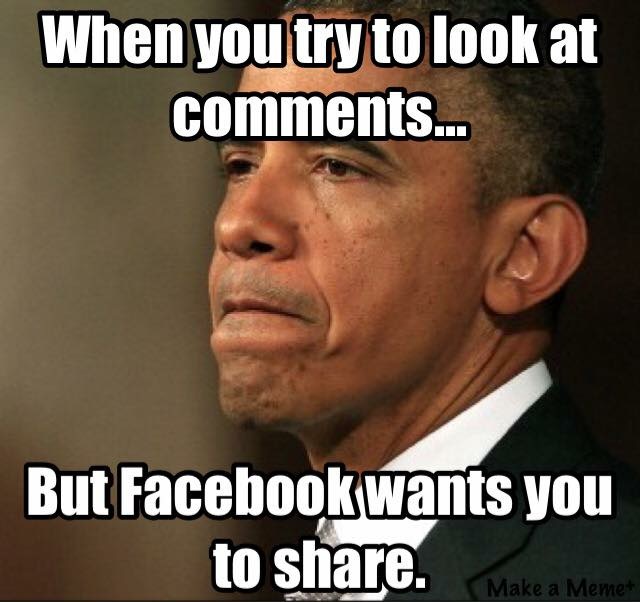 When you try to look at
comments...
But Facebook wants you
to share.
Make a Meme+